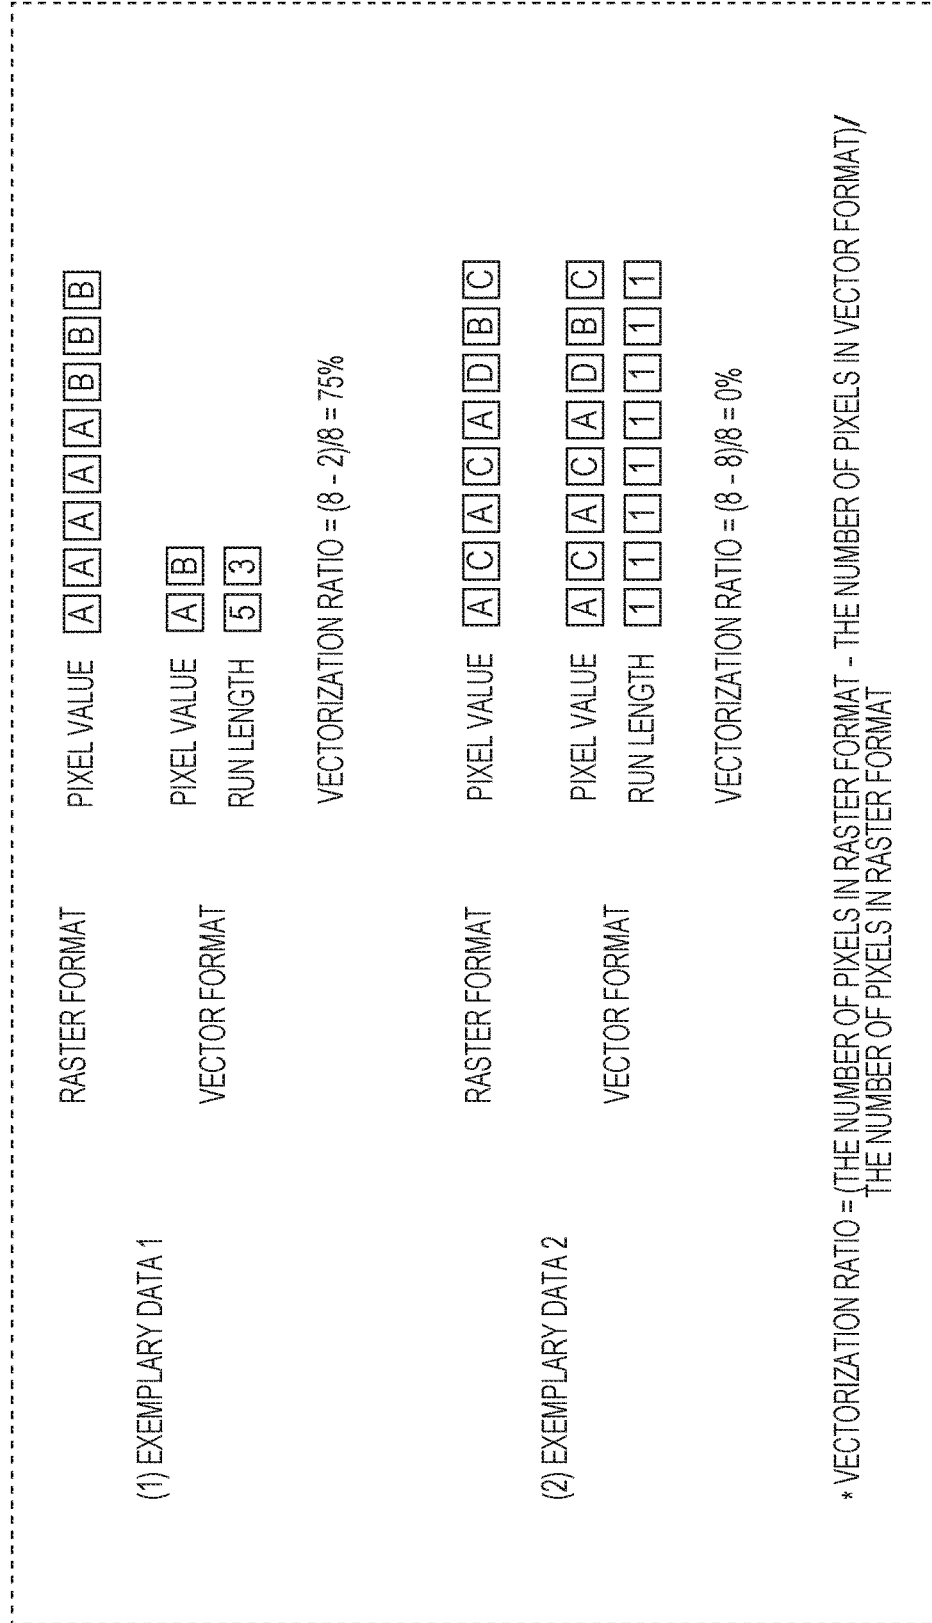 (1) EXEMPLARY DATA 1
RASTER FORMAT
PIXEL VALUE A A A A A B B B
VECTOR FORMAT
PIXEL VALUE A B
RUN LENGTH 5 3
VECTORIZATION RATIO = (8 - 2)/8 = 75%
(2) EXEMPLARY DATA 2
RASTER FORMAT
PIXEL VALUE A C A C A D B C
VECTOR FORMAT
PIXEL VALUE A C A C A D B C
RUN LENGTH 1 1 1 1 1 1 1 1
VECTORIZATION RATIO = (8 - 8)/8 = 0%
* VECTORIZATION RATIO = (THE NUMBER OF PIXELS IN RASTER FORMAT - THE NUMBER OF PIXELS IN VECTOR FORMAT)/
THE NUMBER OF PIXELS IN RASTER FORMAT